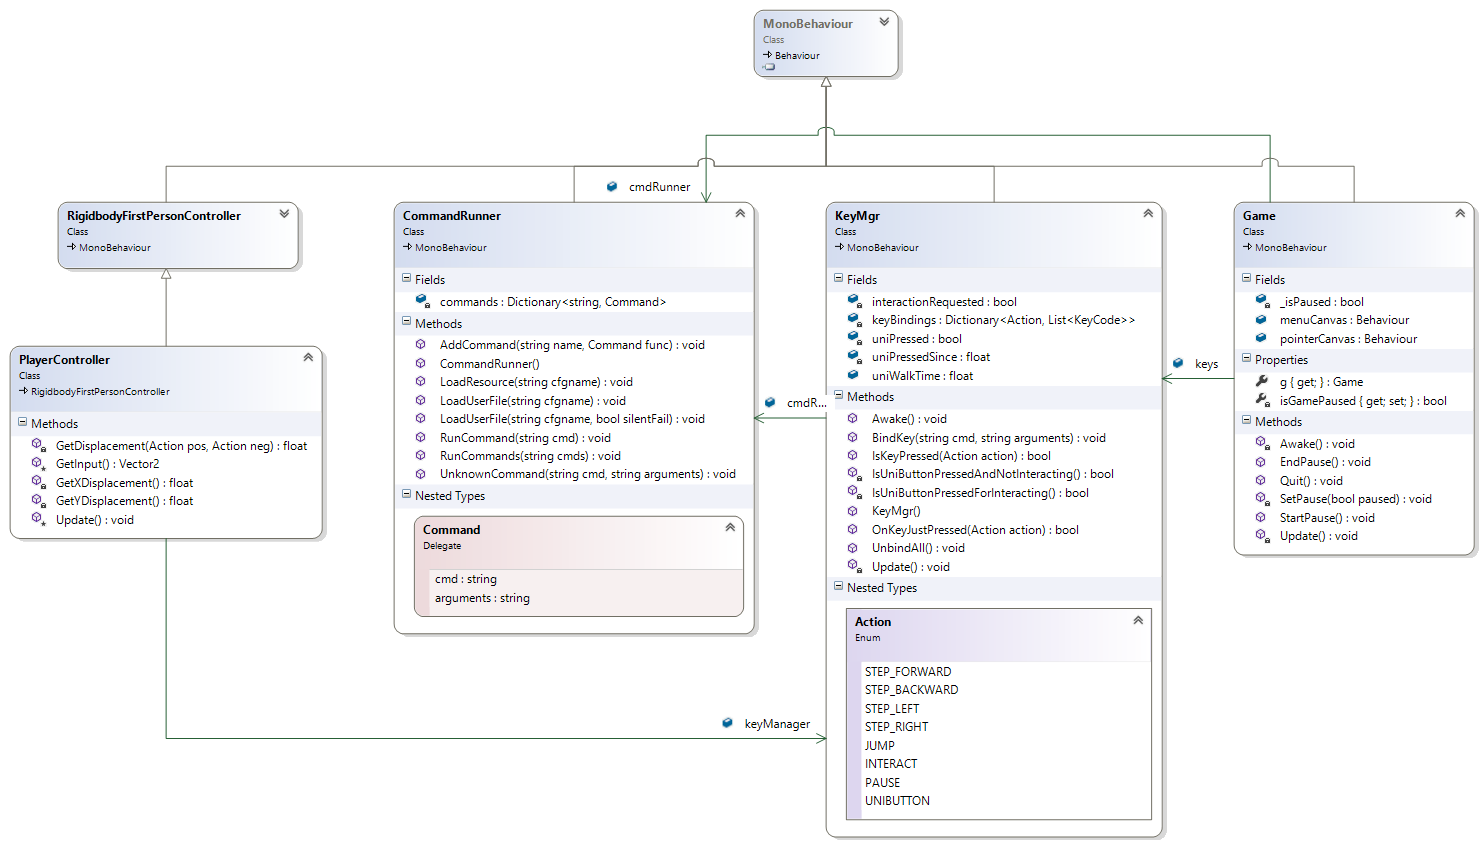 MonoBehaviour
Class
Behaviour
cmdRunner
RigidbodyFirstPersonController
Class
MonoBehaviour
PlayerController
Class
RigidbodyFirstPersonController
Methods
GetDisplacement(Action pos, Action neg) : float
GetInput() : Vector2
GetXDisplacement() : float
GetYDisplacement() : float
Update() : void
CommandRunner
Class
MonoBehaviour
Fields
commands : Dictionary<string, Command>
Methods
AddCommand(string name, Command func) : void
CommandRunner()
LoadResource(string cfgname) : void
LoadUserFile(string cfgname) : void
LoadUserFile(string cfgname, bool silentFail) : void
RunCommand(string cmd) : void
RunCommands(string cmds) : void
UnknownCommand(string cmd, string arguments) : void
Nested Types
Command
Delegate
cmd : string
arguments : string
cmdR...
keyManager
KeyMgr
Class
MonoBehaviour
Fields
interactionRequested : bool
keyBindings : Dictionary<Action, List<KeyCode>>
uniPressed : bool
uniPressedSince : float
uniWalkTime : float
Methods
Awake() : void
BindKey(string cmd, string arguments) : void
IsKeyPressed(Action action) : bool
IsUniButtonPressedAndNotInteracting() : bool
IsUniButtonPressedForInteracting() : bool
KeyMgr()
OnKeyJustPressed(Action action) : bool
UnbindAll() : void
Update() : void
Nested Types
Action
Enum
STEP_FORWARD
STEP_BACKWARD
STEP_LEFT
STEP_RIGHT
JUMP
INTERACT
PAUSE
UNIBUTTON
keys
Game
Class
MonoBehaviour
Fields
_isPaused : bool
menuCanvas : Behaviour
pointerCanvas : Behaviour
Properties
g { get; } : Game
isGamePaused { get; set; } : bool
Methods
Awake() : void
EndPause() : void
Quit() : void
SetPause(bool paused) : void
StartPause() : void
Update() : void